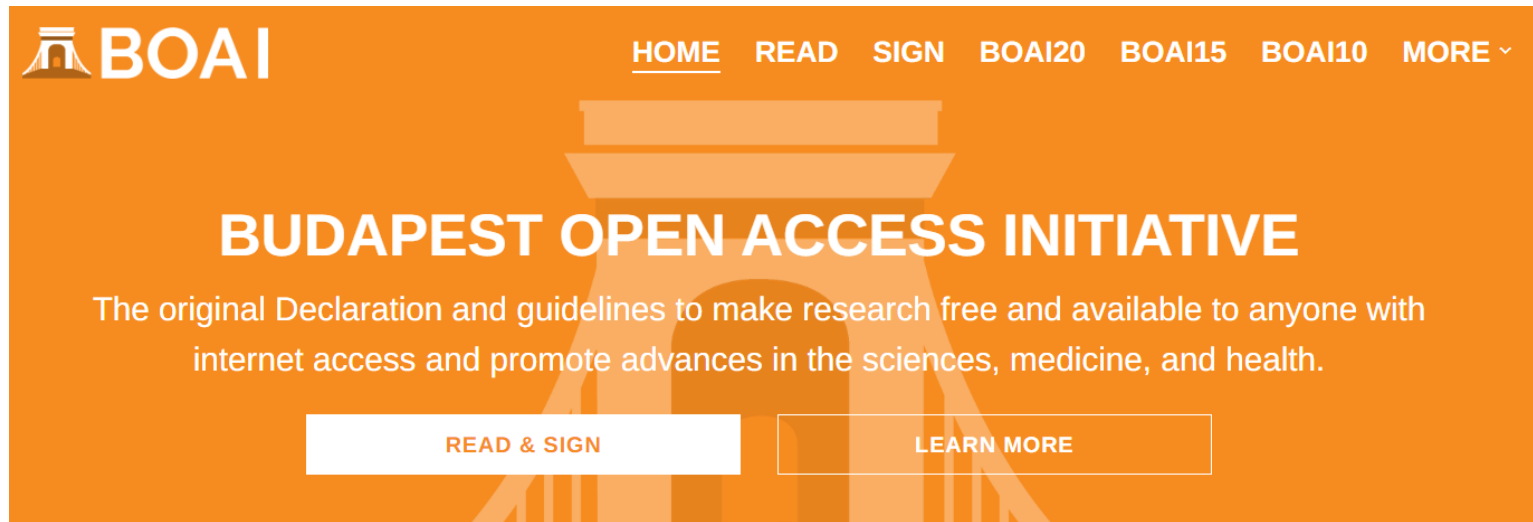 BOAI
HOME READ SIGN BOAI20 BOAI15 BOAI10 MORE
BUDAPEST OPEN ACCESS INITIATIVE
The original Declaration and guidelines to make research free and available to anyone with
internet access and promote advances in the sciences, medicine, and health.
READ & SIGN
LEARN MORE